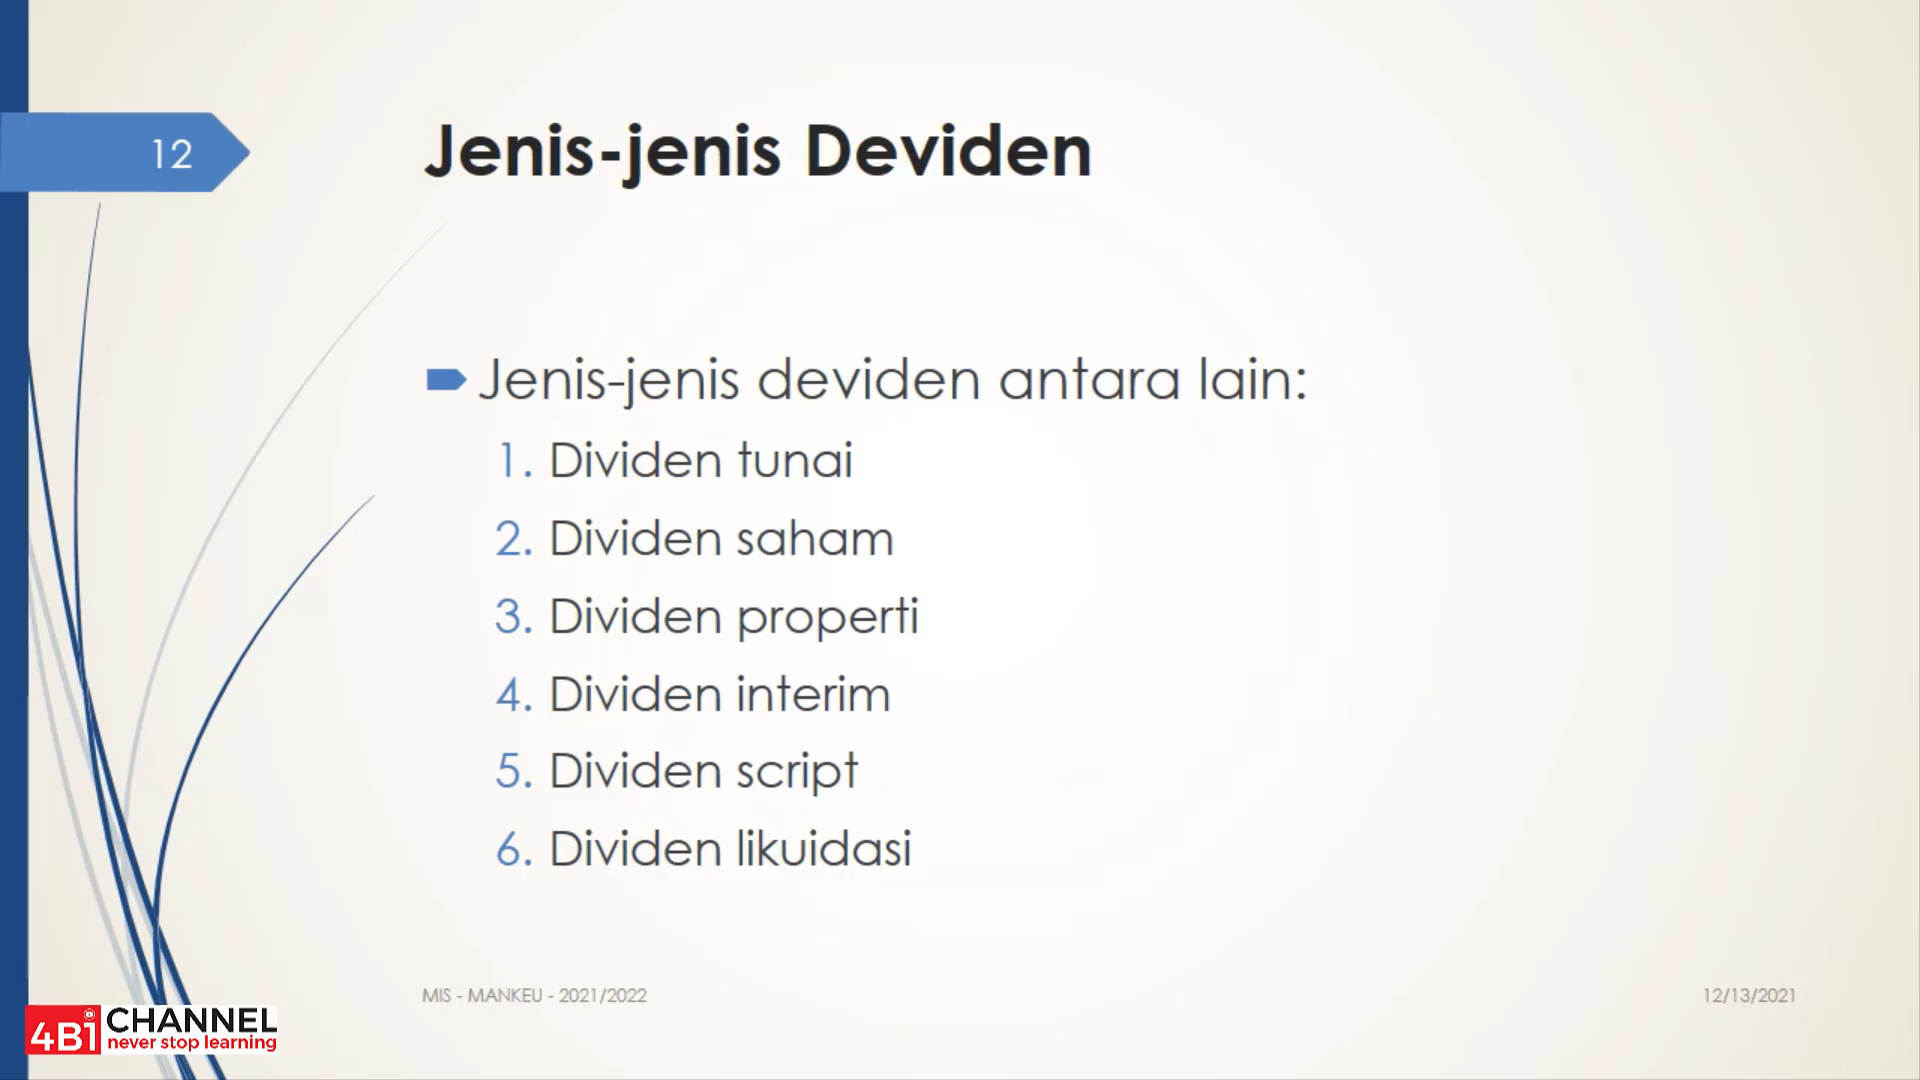 12
Jenis-jenis Deviden
Jenis-jenis deviden antara lain:
1. Dividen tunai
2. Dividen saham
3. Dividen properti
4. Dividen interim
5. Dividen script
6. Dividen likuidasi
MIS - MANKEU - 2021/2022
12/13/2021
4Bi CHANNEL
never stop learning